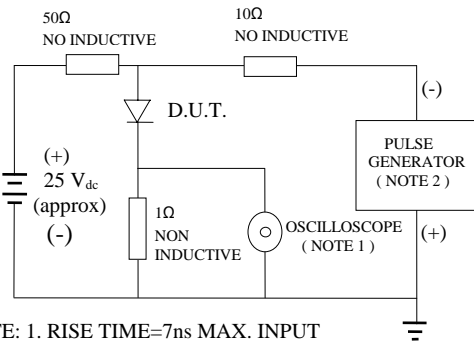 50Ω
NO INDUCTIVE
10Ω
NO INDUCTIVE
(-)
D.U.T.
PULSE
GENERATOR
( NOTE 2 )
(+)
25 Vdc
(approx)
(-)
1Ω
NON
INDUCTIVE
OSCILLOSCOPE
( NOTE 1 )
(+)
TE: 1. RISE TIME=7ns MAX. INPUT